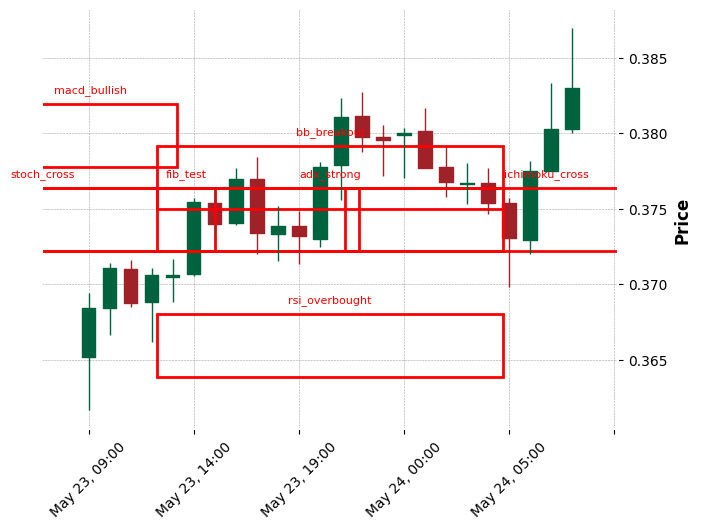 macd_bullish
bb_breakout
stoch_cross
fib_test
adx_strong
ichimoku_cross
rsi_overbought
0.385
0.380
0.375
0.370
0.365
Price
May 23, 09:00
May 23, 14:00
May 23, 19:00
May 24, 00:00
May 24, 05:00